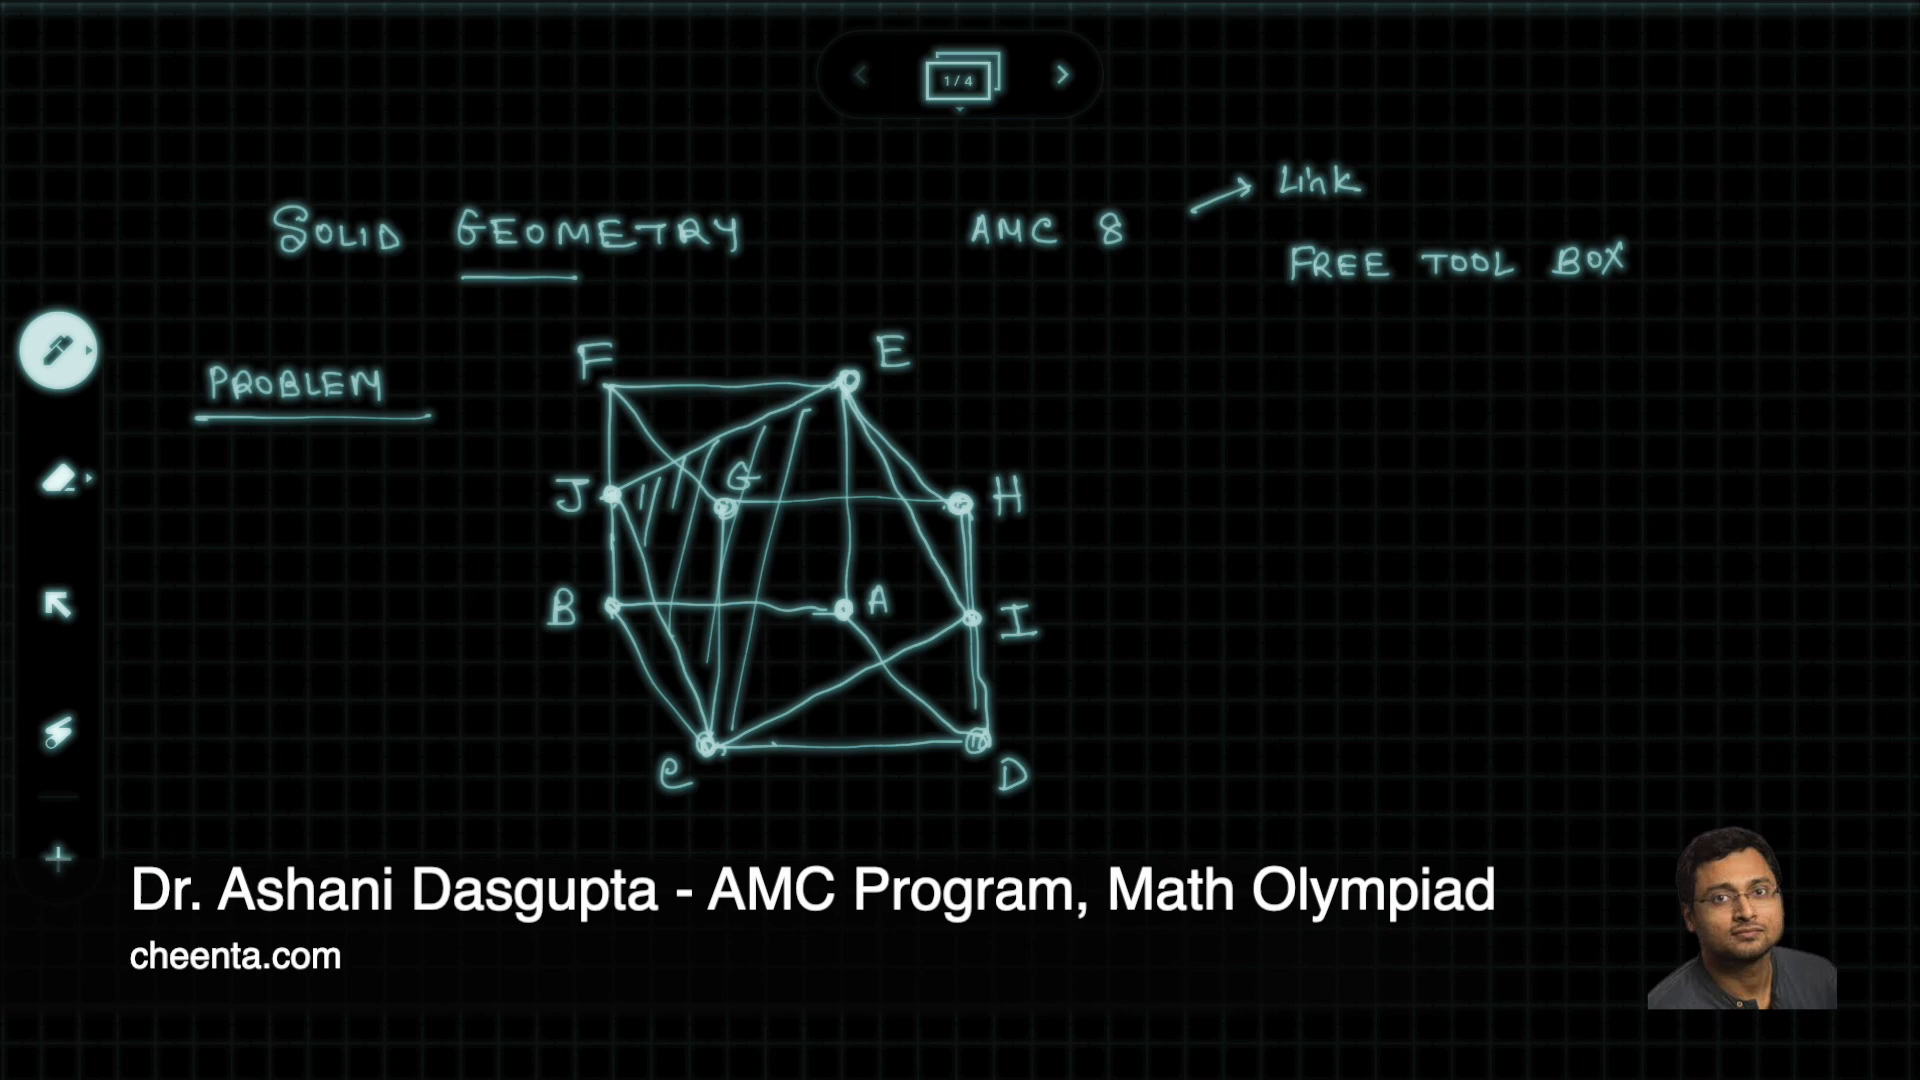 1 / 4
SOLID GEOMETRY
AMC 8
Link
FREE TOOL BOX
PROBLEM
F
E
J
G
H
B
A
I
C
D
Dr. Ashani Dasgupta - AMC Program, Math Olympiad
cheenta.com